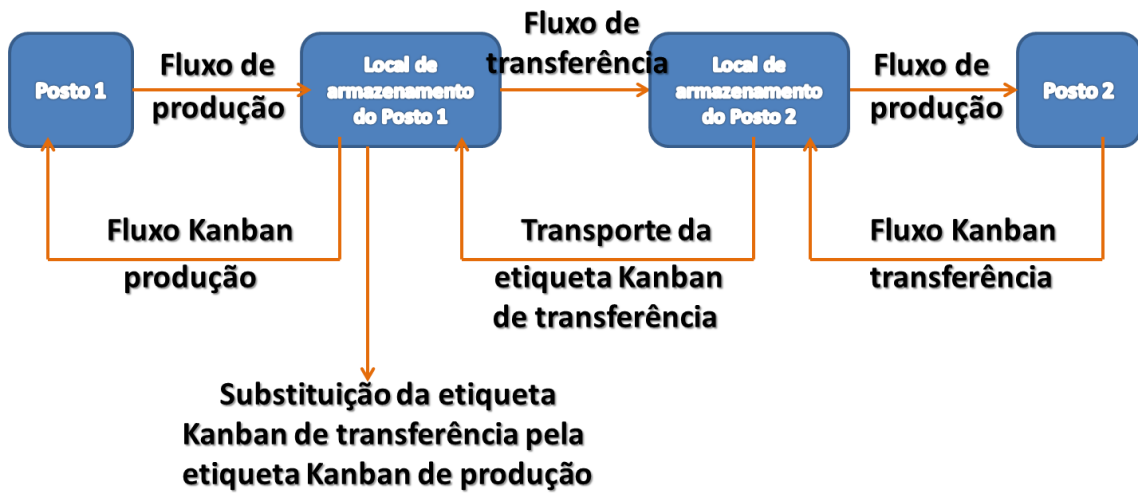 Posto 1
Fluxo de
produção
Local de
armazenamento
do Posto 1
Fluxo de
transferência
Local de
armazenamento
do Posto 2
Fluxo de
produção
Posto 2
Fluxo Kanban
produção
Transporte da
etiqueta Kanban
de transferência
Fluxo Kanban
transferência
Substituição da etiqueta
Kanban de transferência pela
etiqueta Kanban de produção